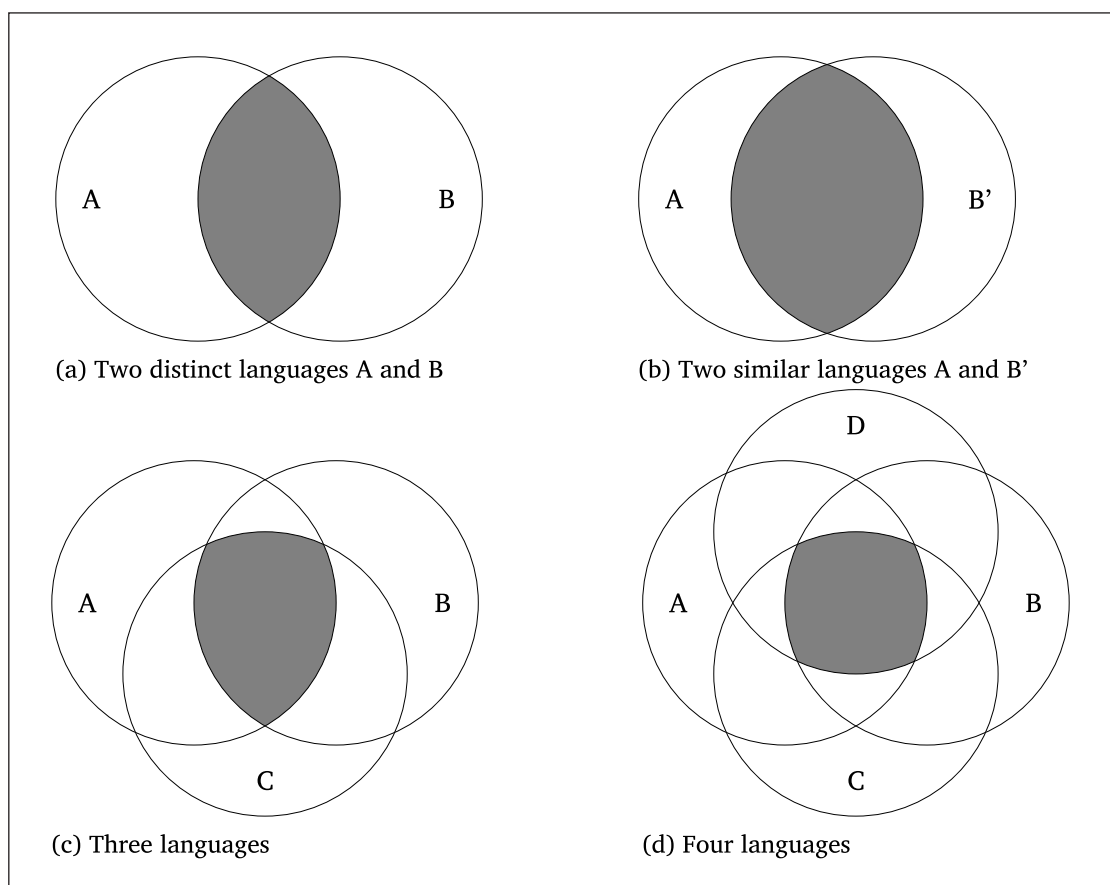 A
B
A
B’
(a) Two distinct languages A and B
(b) Two similar languages A and B’
D
A
B
A
B
C
C
(c) Three languages
(d) Four languages